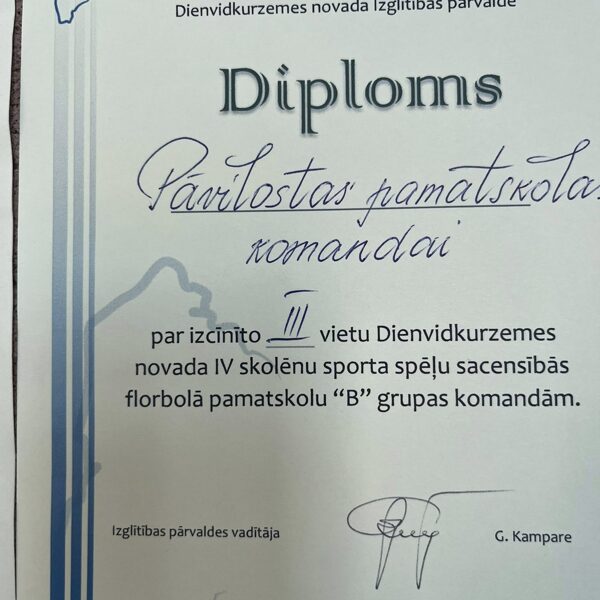 Dienvidkurzemes novada Izglītības pārvalde
Diploms
Pāvilostas pamatskolas
komandai
par izcīnīto III vietu Dienvidkurzemes
novada IV skolēnu sporta spēļu sacensībās
florbolā pamatskolu “B” grupas komandām.
Izglītības pārvaldes vadītāja
G. Kampare